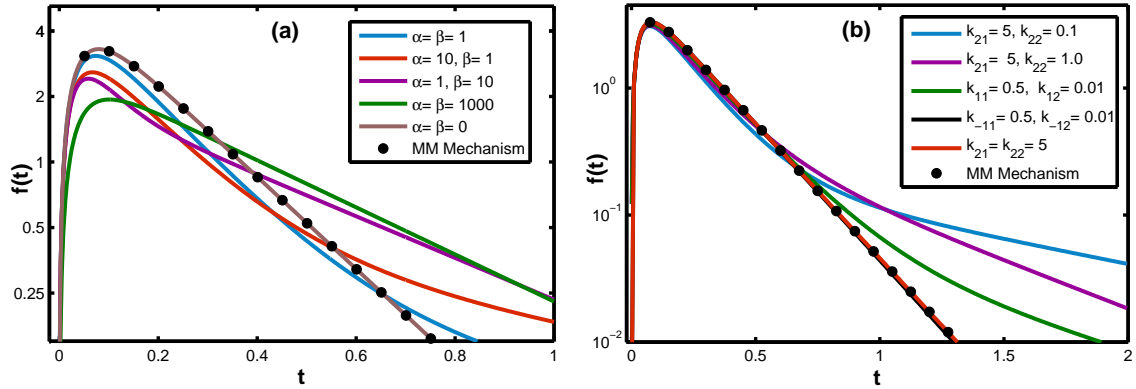 (a)
α= β= 1
α= 10, β= 1
α= 1, β= 10
α= β= 1000
α= β= 0
MM Mechanism
f(t)
4
2
1
0.5
0.25
0 0.2 0.4 0.6 0.8 1
t
(b)
k21= 5, k22= 0.1
k21= 5, k22= 1.0
k11= 0.5, k12= 0.01
k−11= 0.5, k−12= 0.01
k21= k22= 5
MM Mechanism
f(t)
10^0
10^−1
10^−2
0 0.5 1 1.5 2
t